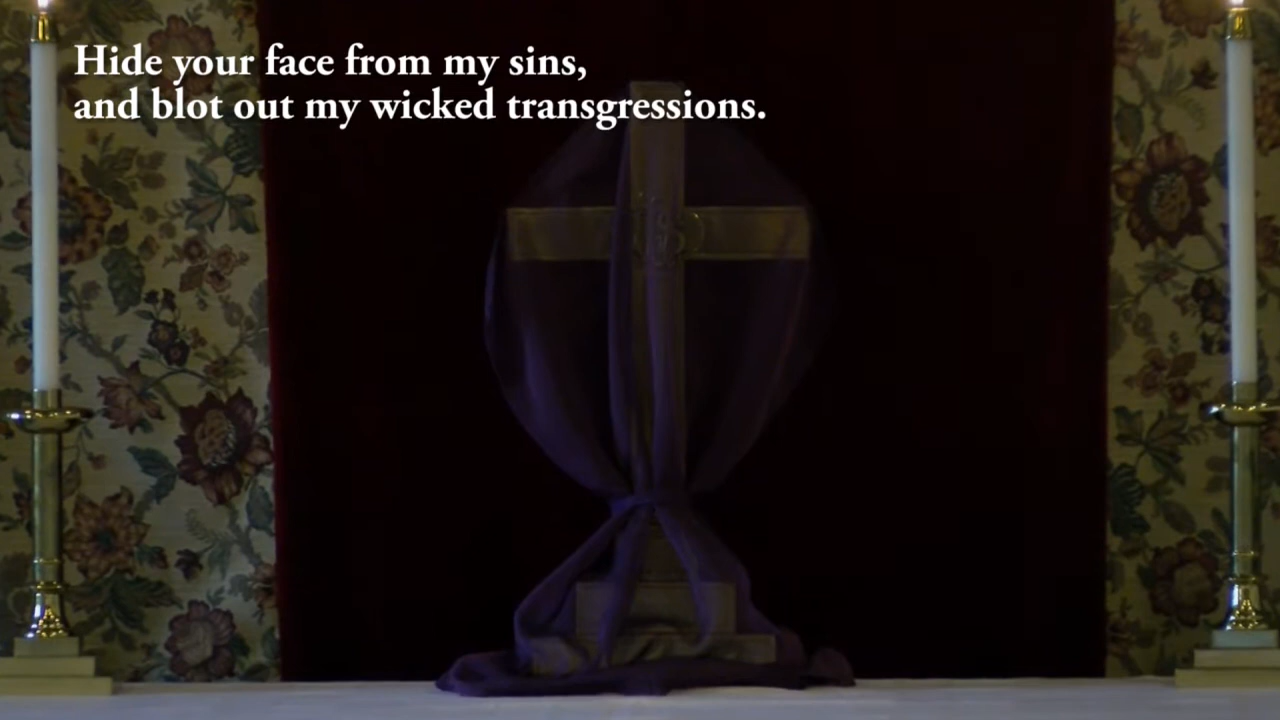 Hide your face from my sins,
and blot out my wicked transgressions.